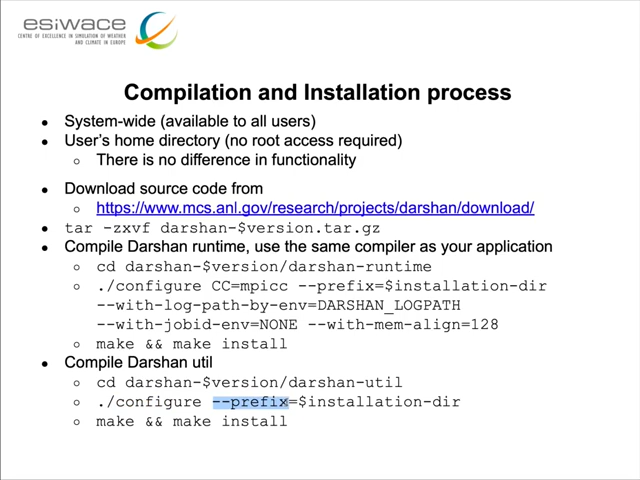 esiwace
CENTRE OF EXCELLENCE IN SIMULATION OF WEATHER
AND CLIMATE IN EUROPE
Compilation and Installation process
● System-wide (available to all users)
● User’s home directory (no root access required)
○ There is no difference in functionality
● Download source code from
○ https://www.mcs.anl.gov/research/projects/darshan/download/
● tar -zxvf darshan-$version.tar.gz
● Compile Darshan runtime, use the same compiler as your application
○ cd darshan-$version/darshan-runtime
○ ./configure CC=mpicc --prefix=$installation-dir
--with-log-path-by-env=DARSHAN_LOGPATH
--with-jobid-env=NONE --with-mem-align=128
○ make && make install
● Compile Darshan util
○ cd darshan-$version/darshan-util
○ ./configure --prefix=$installation-dir
○ make && make install